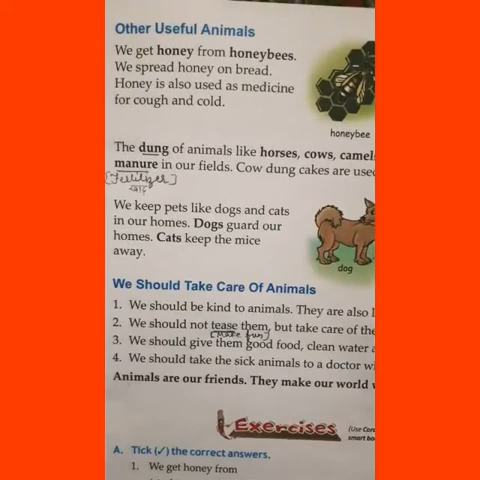 Other Useful Animals
We get honey from honeybees.
We spread honey on bread.
Honey is also used as medicine
for cough and cold.
honeybee
The dung of animals like horses, cows, camel
manure in our fields. Cow dung cakes are used
[Fertilizer]
We keep pets like dogs and cats
in our homes. Dogs guard our
homes. Cats keep the mice
away.
dog
We Should Take Care Of Animals
1. We should be kind to animals. They are also
2. We should not tease them, but take care of the
[Make fun]
3. We should give them good food, clean water
4. We should take the sick animals to a doctor
Animals are our friends. They make our world
Exercises
(Use
smart
A. Tick (✓) the correct answers.
1. We get honey from